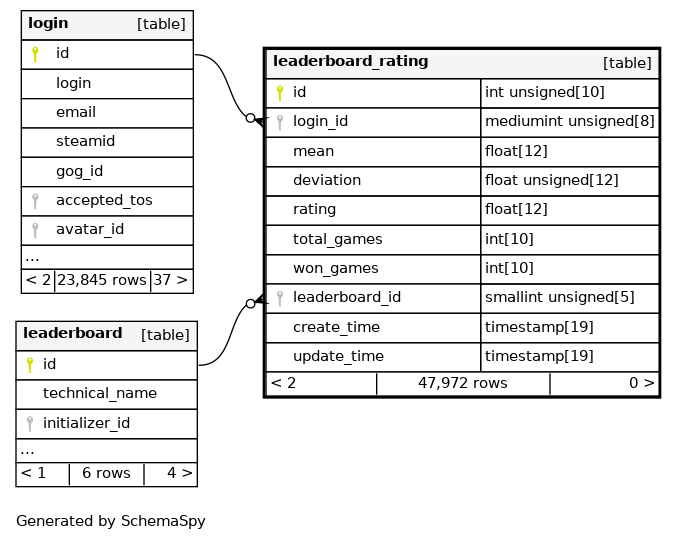 login [table]
id
login
email
steamid
gog_id
accepted_tos
avatar_id
...
< 2 23,845 rows 37 >
leaderboard_rating [table]
id int unsigned[10]
login_id mediumint unsigned[8]
mean float[12]
deviation float unsigned[12]
rating float[12]
total_games int[10]
won_games int[10]
leaderboard_id smallint unsigned[5]
create_time timestamp[19]
update_time timestamp[19]
< 2 47,972 rows 0 >
leaderboard [table]
id
technical_name
initializer_id
...
< 1 6 rows 4 >
Generated by SchemaSpy